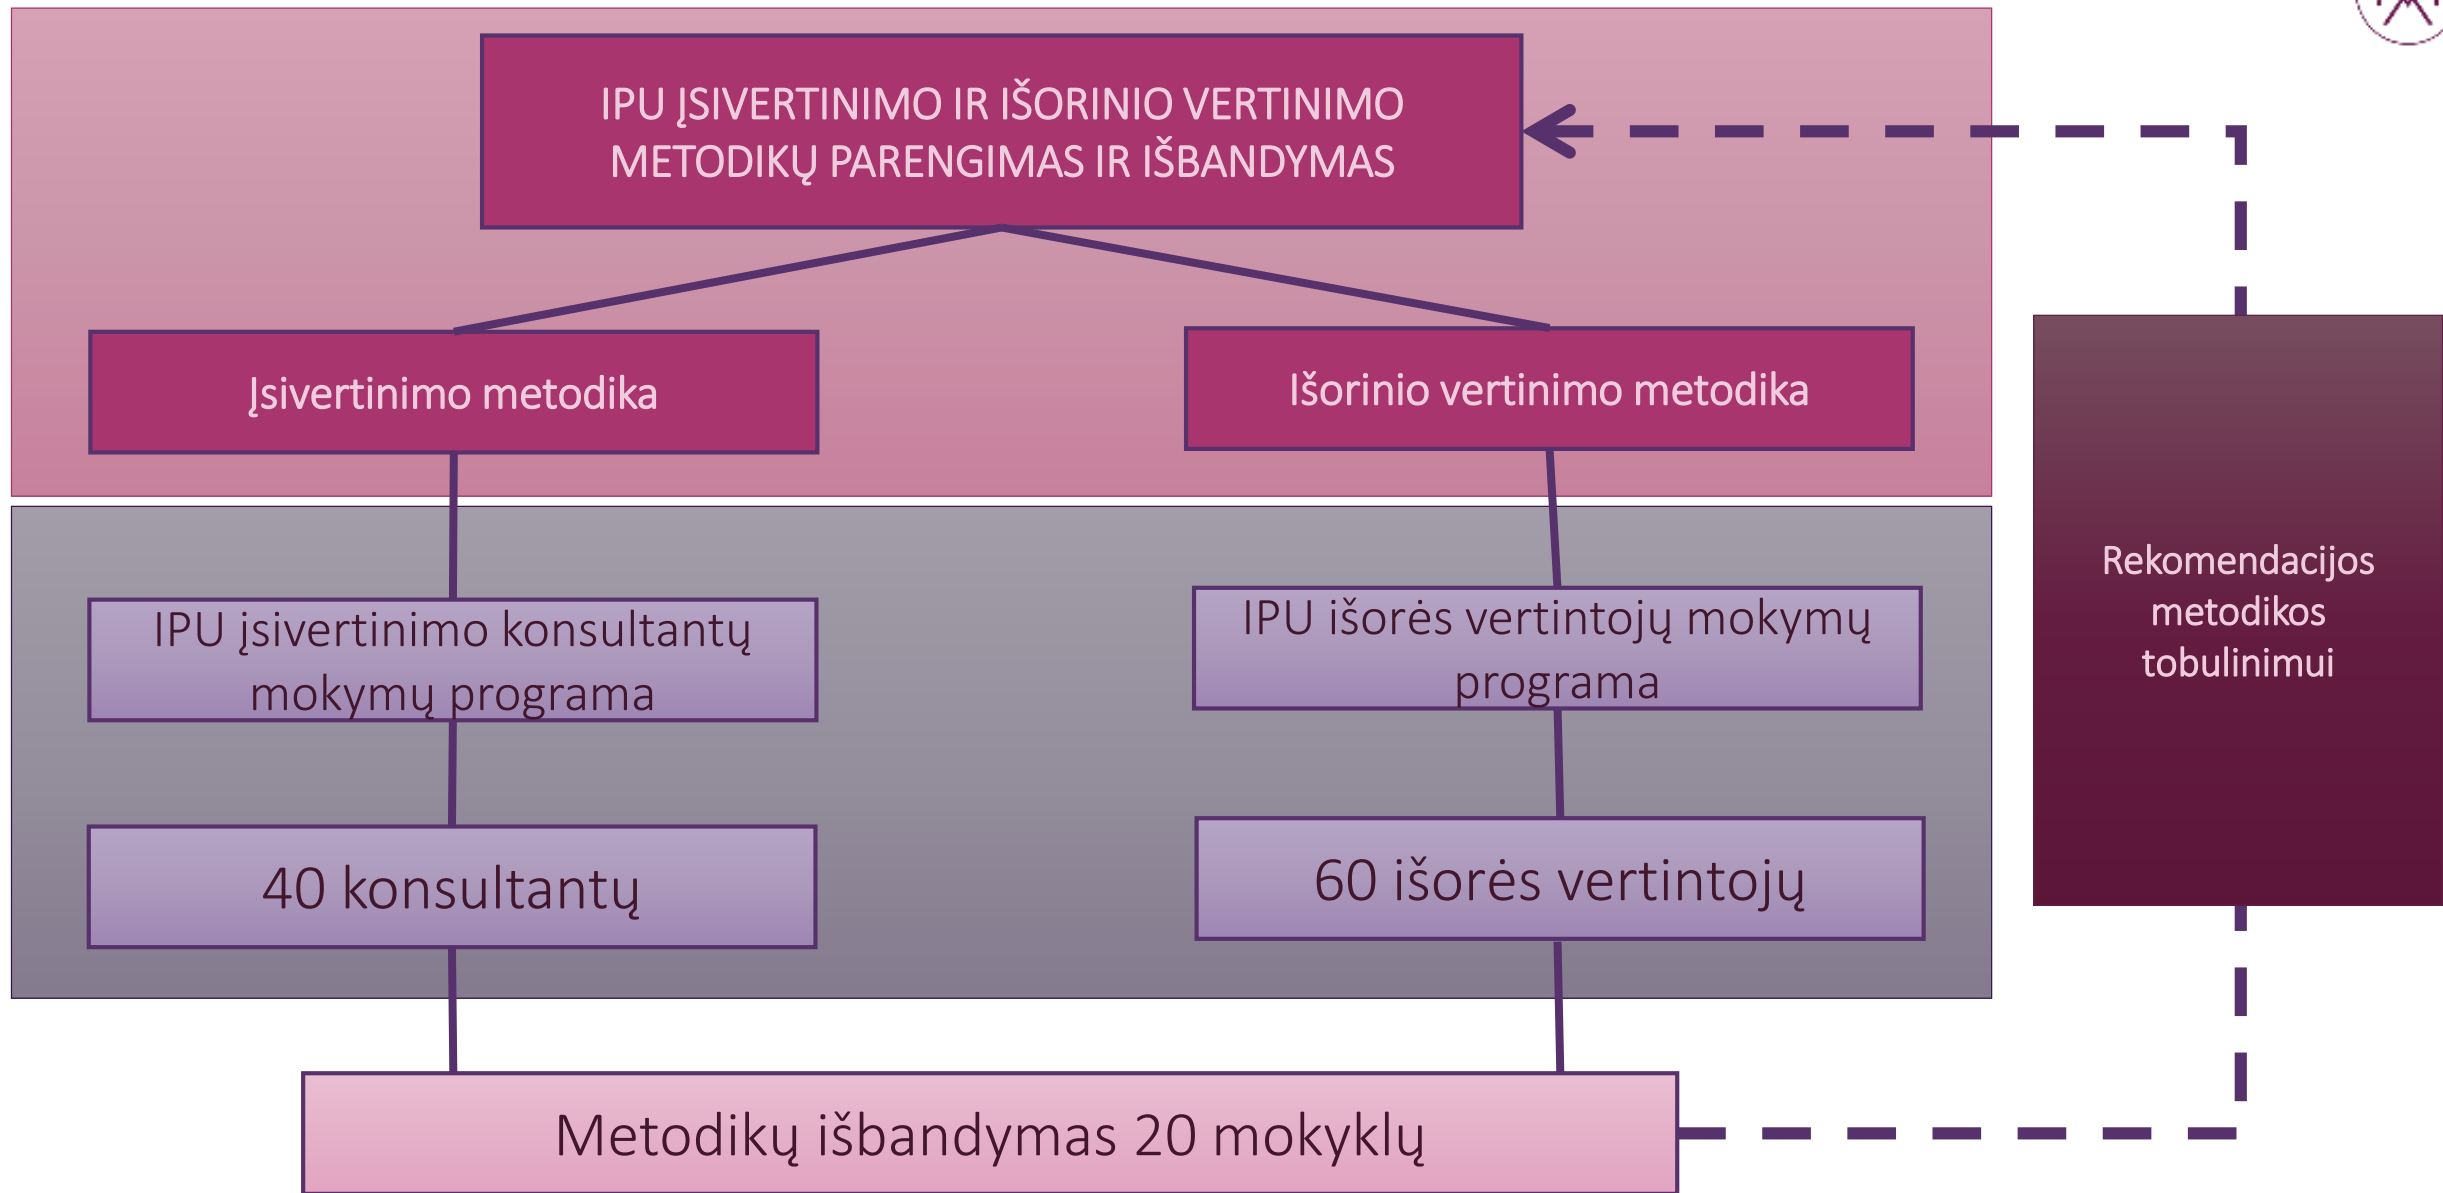 IPU ĮSIVERTINIMO IR IŠORINIO VERTINIMO
METODIKŲ PARENGIMAS IR IŠBANDYMAS
Įsivertinimo metodika
Išorinio vertinimo metodika
IPU įsivertinimo konsultantų
mokymų programa
IPU išorės vertintojų mokymų
programa
40 konsultantų
60 išorės vertintojų
Metodikų išbandymas 20 mokyklų
Rekomendacijos
metodikos
tobulinimui